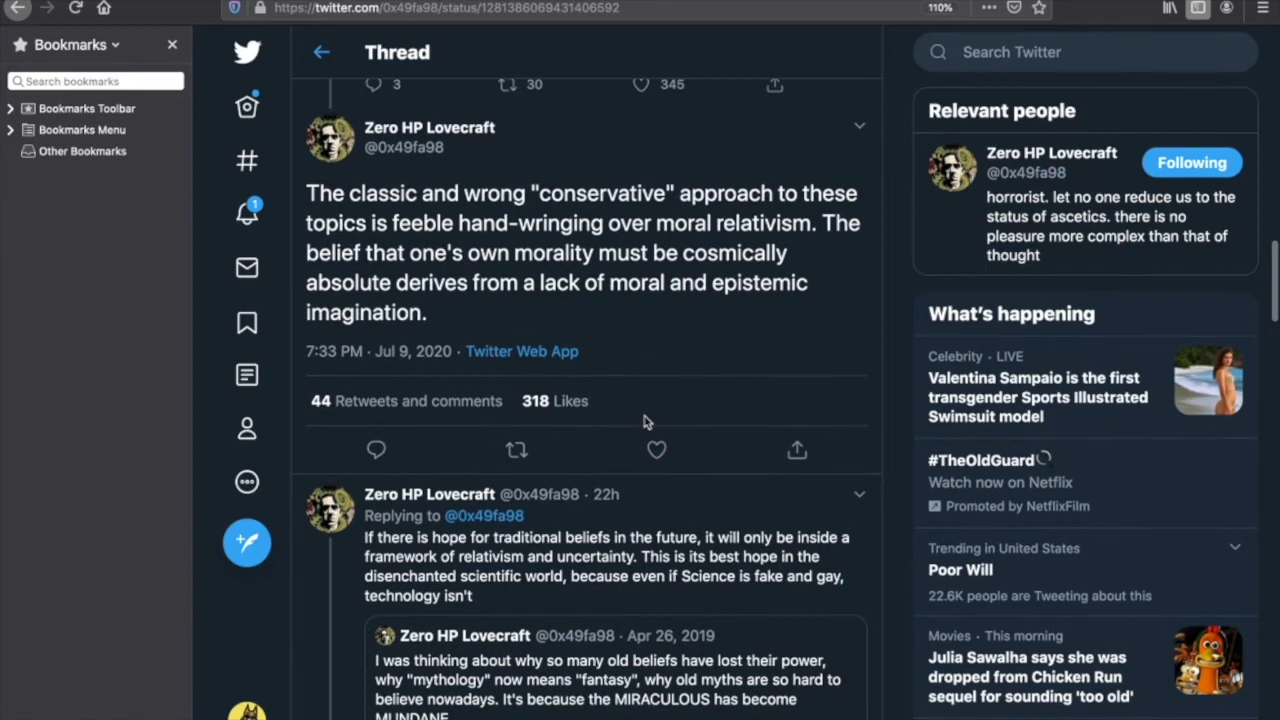 https://twitter.com/0x49fa98/status/1281386069431406592
110%
Bookmarks
Search bookmarks
Bookmarks Toolbar
Bookmarks Menu
Other Bookmarks
1
Thread
3
30
345
Zero HP Lovecraft
@0x49fa98
The classic and wrong "conservative" approach to these
topics is feeble hand-wringing over moral relativism. The
belief that one's own morality must be cosmically
absolute derives from a lack of moral and epistemic
imagination.
7:33 PM · Jul 9, 2020 · Twitter Web App
44 Retweets and comments 318 Likes
Zero HP Lovecraft @0x49fa98 · 22h
Replying to @0x49fa98
If there is hope for traditional beliefs in the future, it will only be inside a
framework of relativism and uncertainty. This is its best hope in the
disenchanted scientific world, because even if Science is fake and gay,
technology isn't
Zero HP Lovecraft @0x49fa98 · Apr 26, 2019
I was thinking about why so many old beliefs have lost their power,
why "mythology" now means "fantasy", why old myths are so hard to
believe nowadays. It's because the MIRACULOUS has become
MUNDANE
Search Twitter
Relevant people
Zero HP Lovecraft
@0x49fa98
Following
horrorist. let no one reduce us to the
status of ascetics. there is no
pleasure more complex than that of
thought
What's happening
Celebrity · LIVE
Valentina Sampaio is the first
transgender Sports Illustrated
Swimsuit model
#TheOldGuard
Watch now on Netflix
Promoted by NetflixFilm
Trending in United States
Poor Will
22.6K people are Tweeting about this
Movies · This morning
Julia Sawalha says she was
dropped from Chicken Run
sequel for sounding 'too old'